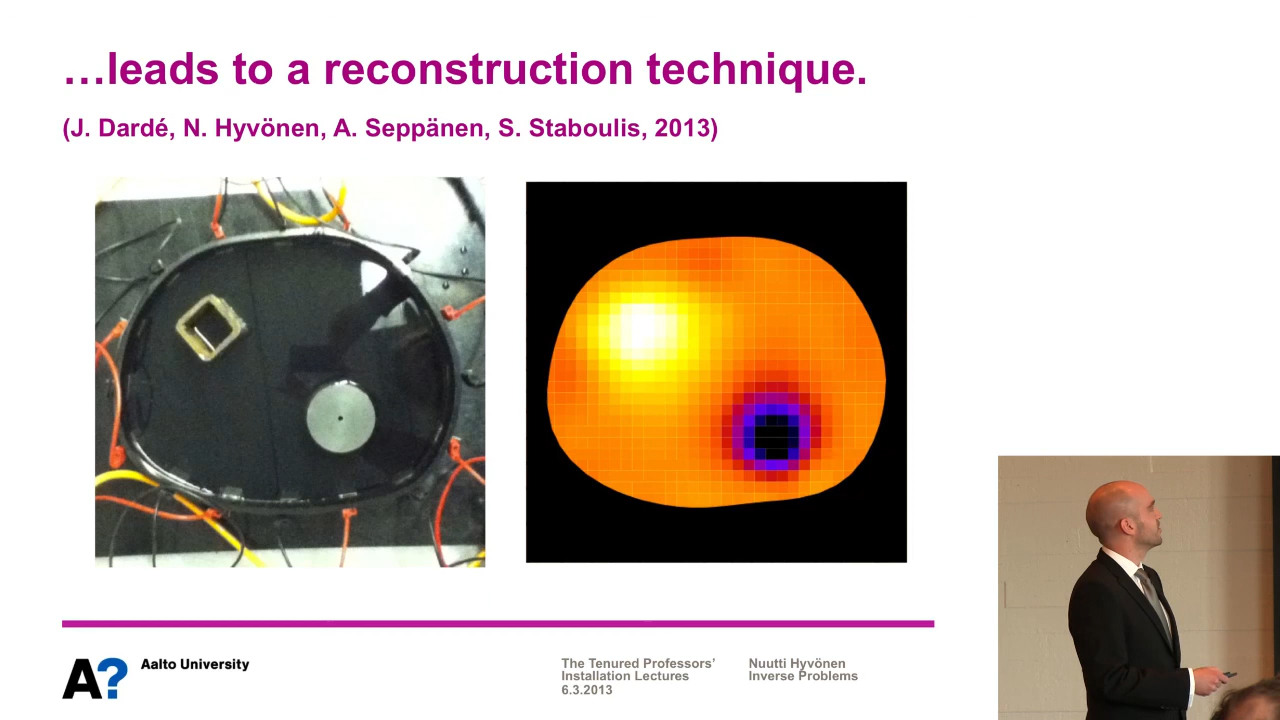 …leads to a reconstruction technique.
(J. Dardé, N. Hyvönen, A. Seppänen, S. Staboulis, 2013)
A?
Aalto University
The Tenured Professors’
Installation Lectures
6.3.2013
Nuutti Hyvönen
Inverse Problems